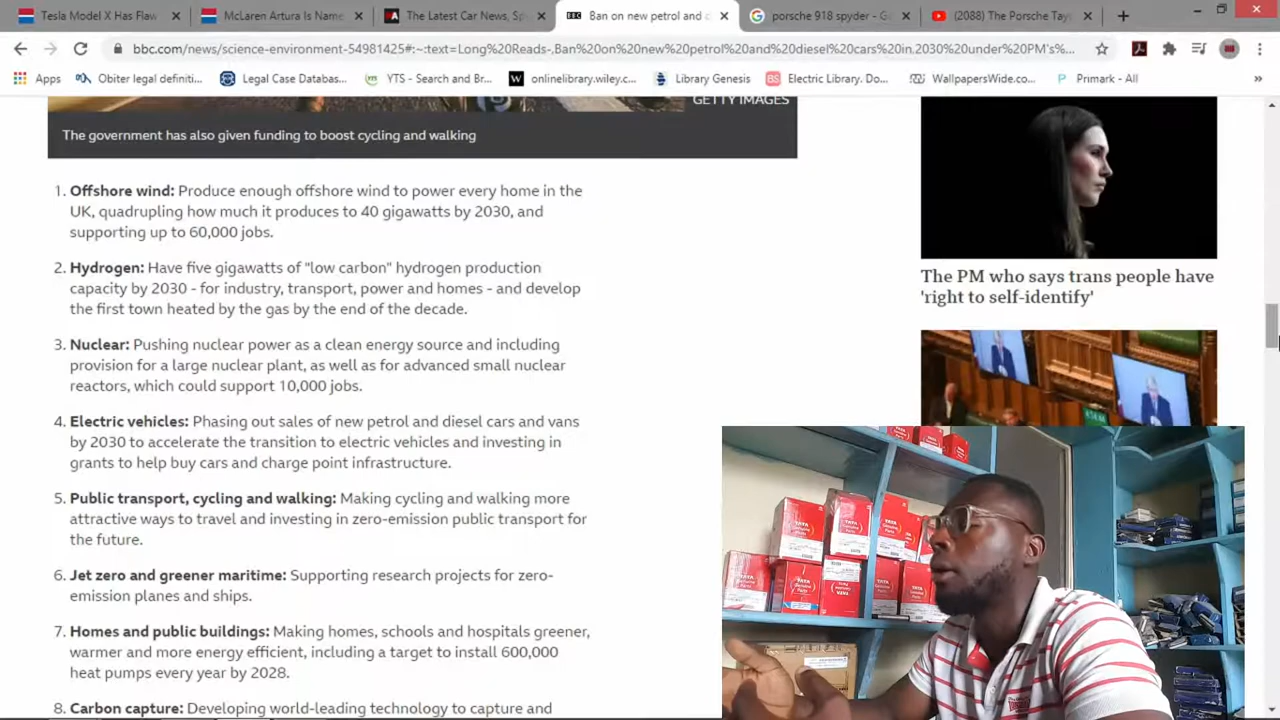 Tesla Model X Has Flaw
McLaren Artura Is Name
The Latest Car News, Sp
BBC
Ban on new petrol and
porsche 918 spyder - G
(2088) The Porsche Tay
bbc.com/news/science-environment-54981425#:~:text=Long%20Reads-,Ban%20on%20new%20petrol%20and%20diesel%20cars%20in,2030%20under%20PM's%...
Apps
Obiter legal definiti...
Legal Case Databas...
YTS - Search and Br...
onlinelibrary.wiley.c...
Library Genesis
BS Electric Library. Do...
WallpapersWide.co...
Primark - All
GETTY IMAGES
The government has also given funding to boost cycling and walking
1. Offshore wind: Produce enough offshore wind to power every home in the
UK, quadrupling how much it produces to 40 gigawatts by 2030, and
supporting up to 60,000 jobs.
2. Hydrogen: Have five gigawatts of "low carbon" hydrogen production
capacity by 2030 - for industry, transport, power and homes - and develop
the first town heated by the gas by the end of the decade.
3. Nuclear: Pushing nuclear power as a clean energy source and including
provision for a large nuclear plant, as well as for advanced small nuclear
reactors, which could support 10,000 jobs.
4. Electric vehicles: Phasing out sales of new petrol and diesel cars and vans
by 2030 to accelerate the transition to electric vehicles and investing in
grants to help buy cars and charge point infrastructure.
5. Public transport, cycling and walking: Making cycling and walking more
attractive ways to travel and investing in zero-emission public transport for
the future.
6. Jet zero and greener maritime: Supporting research projects for zero-
emission planes and ships.
7. Homes and public buildings: Making homes, schools and hospitals greener,
warmer and more energy efficient, including a target to install 600,000
heat pumps every year by 2028.
8. Carbon capture: Developing world-leading technology to capture and
The PM who says trans people have
'right to self-identify'
TATA
TATA
TATA